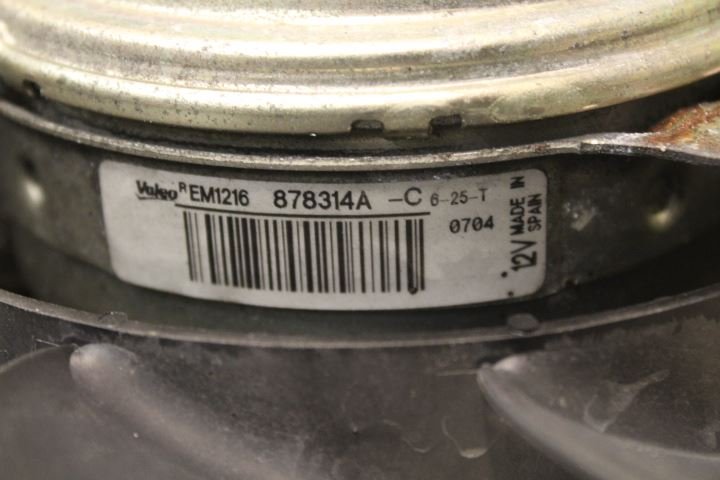 Valeo R EM1216 878314A -C 6-25-T
0704
12V MADE IN SPAIN